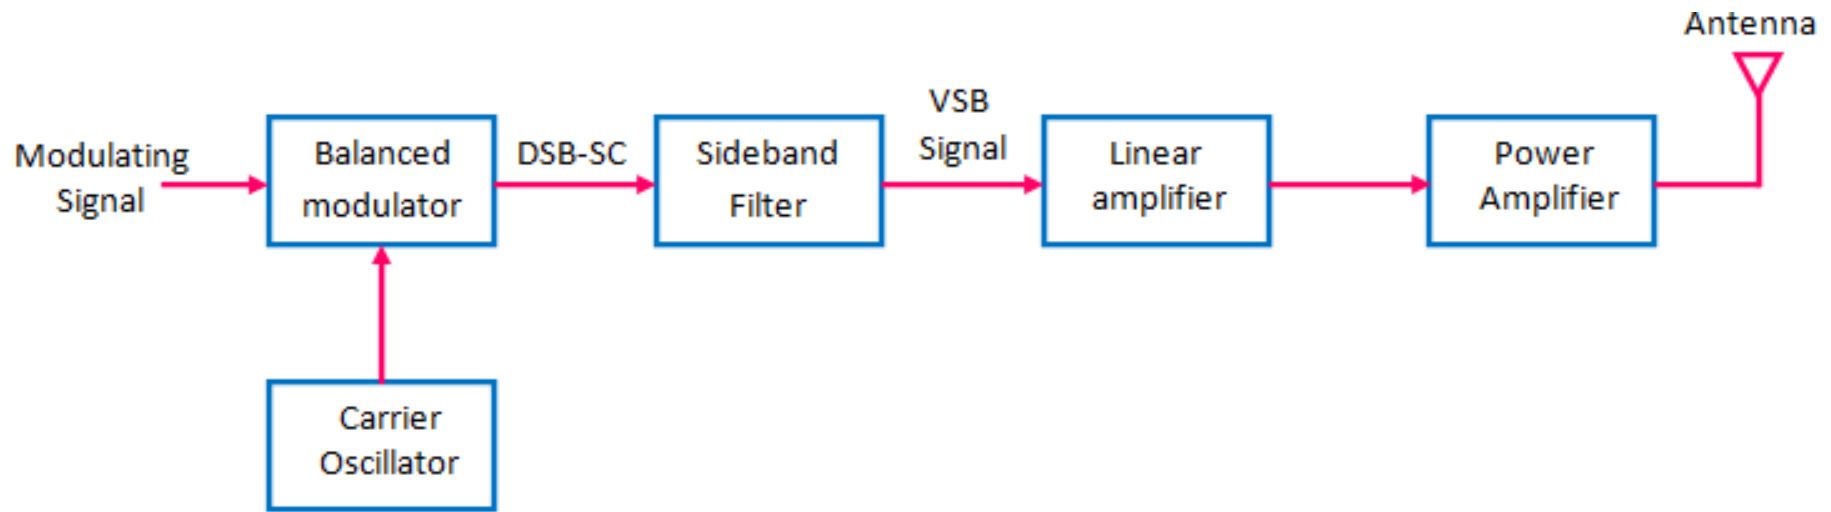 Antenna
Modulating
Signal
Balanced
modulator
DSB-SC
Sideband
Filter
VSB
Signal
Linear
amplifier
Power
Amplifier
Carrier
Oscillator